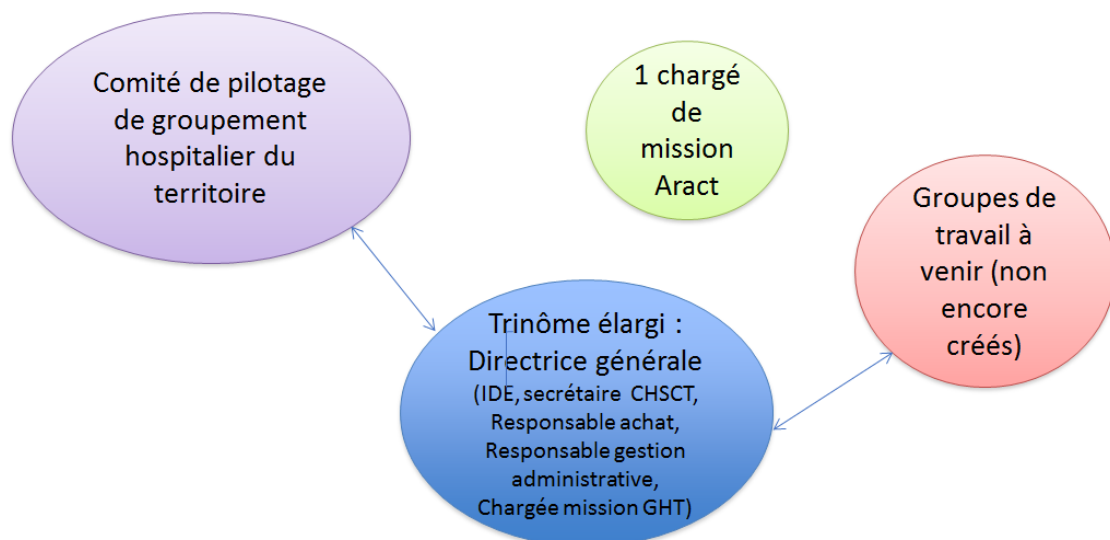 Comité de pilotage
de groupement
hospitalier du
territoire
1 chargé
de
mission
Aract
Groupes de
travail à
venir (non
encore
créés)
Trinôme élargi :
Directrice générale
(IDE, secrétaire CHSCT,
Responsable achat,
Responsable gestion
administrative,
Chargée mission GHT)